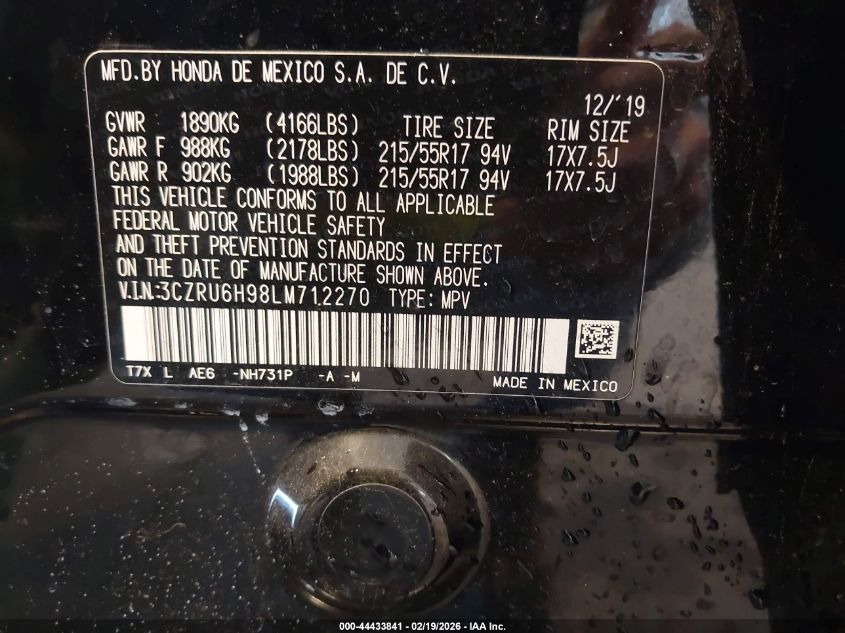 MFD.BY HONDA DE MEXICO S.A. DE C.V.
12/'19
GVWR 1890KG (4166LBS) TIRE SIZE RIM SIZE
GAWR F 988KG (2178LBS) 215/55R17 94V 17X7.5J
GAWR R 902KG (1988LBS) 215/55R17 94V 17X7.5J
THIS VEHICLE CONFORMS TO ALL APPLICABLE
FEDERAL MOTOR VEHICLE SAFETY
AND THEFT PREVENTION STANDARDS IN EFFECT
ON THE DATE OF MANUFACTURE SHOWN ABOVE.
V.I.N:3CZRU6H98LM712270 TYPE: MPV
T7X L AE6 -NH731P -A -M MADE IN MEXICO
000-44433841 - 02/19/2026 - IAA Inc.